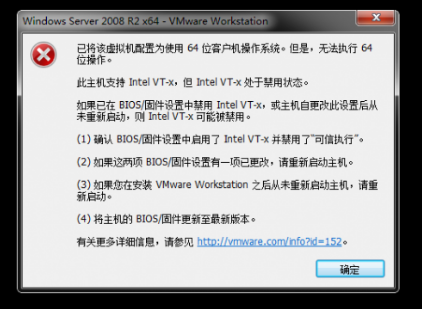 Windows Server 2008 R2 x64 - VMware Workstation
已将该虚拟机配置为使用 64 位客户机操作系统。但是，无法执行 64
位操作。
此主机支持 Intel VT-x，但 Intel VT-x 处于禁用状态。
如果已在 BIOS/固件设置中禁用 Intel VT-x，或主机自更改此设置后从
未重新启动，则 Intel VT-x 可能被禁用。
(1) 确认 BIOS/固件设置中启用了 Intel VT-x 并禁用了“可信执行”。
(2) 如果这两项 BIOS/固件设置有一项已更改，请重新启动主机。
(3) 如果您在安装 VMware Workstation 之后从未重新启动主机，请重
新启动。
(4) 将主机的 BIOS/固件更新至最新版本。
有关更多详细信息，请参见 http://vmware.com/info?id=152。
确定